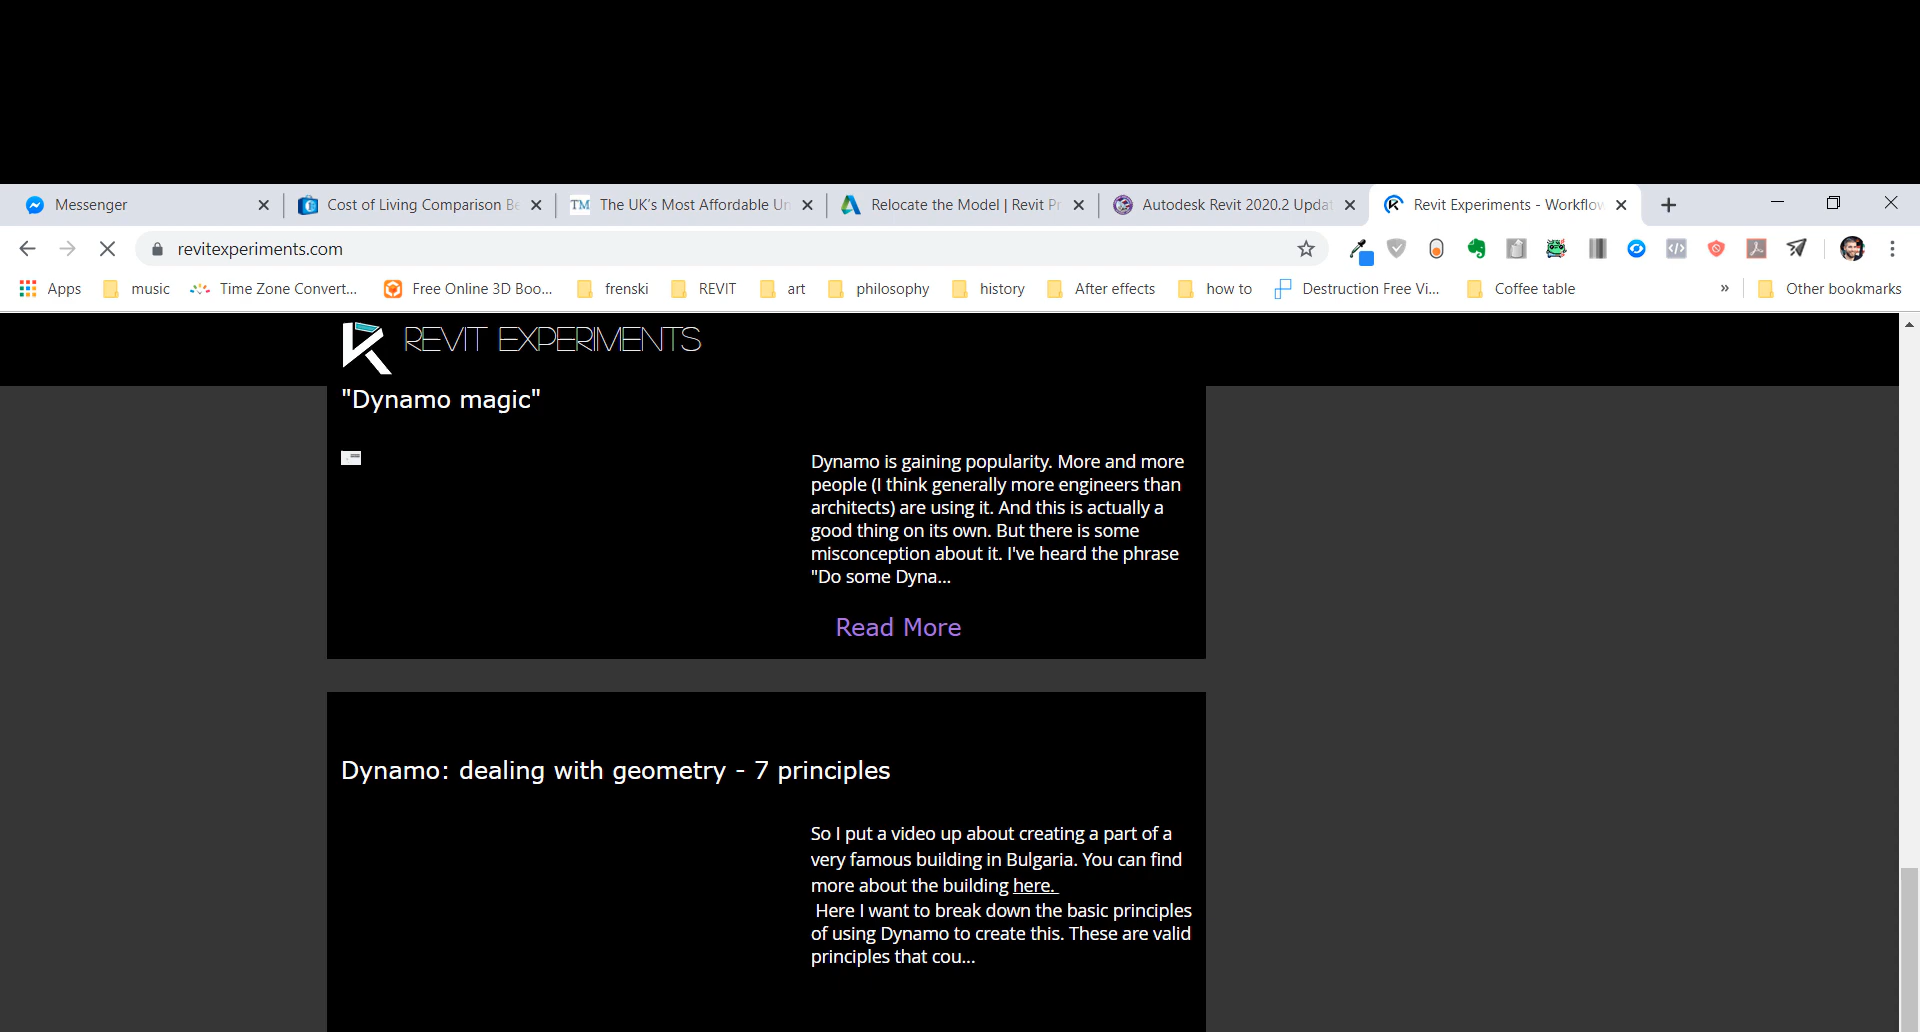 Messenger
Cost of Living Comparison Be
TM The UK's Most Affordable Un
Relocate the Model | Revit Pr
Autodesk Revit 2020.2 Updat
Revit Experiments - Workflow
revitexperiments.com
Apps
music
Time Zone Convert...
Free Online 3D Boo...
frenski
REVIT
art
philosophy
history
After effects
how to
Destruction Free Vi...
Coffee table
»
Other bookmarks
REVIT EXPERIMENTS
"Dynamo magic"
Dynamo is gaining popularity. More and more
people (I think generally more engineers than
architects) are using it. And this is actually a
good thing on its own. But there is some
misconception about it. I've heard the phrase
"Do some Dyna...
Read More
Dynamo: dealing with geometry - 7 principles
So I put a video up about creating a part of a
very famous building in Bulgaria. You can find
more about the building here.
Here I want to break down the basic principles
of using Dynamo to create this. These are valid
principles that cou...